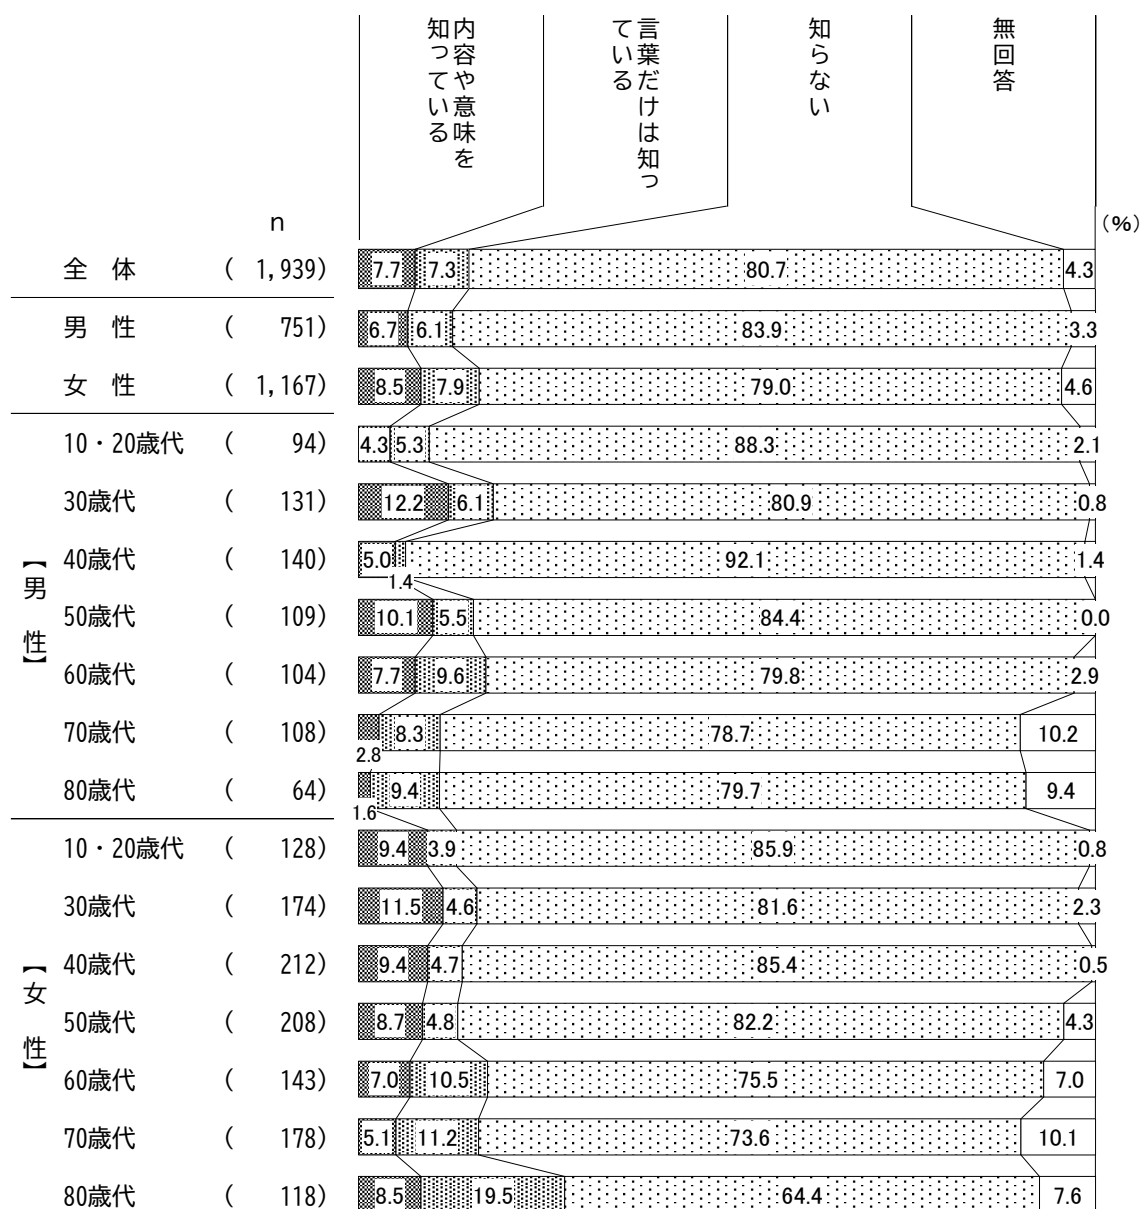 内容や意味を
知っている
言葉だけは知っ
ている
知らない
無回答
n
(%)
全 体 ( 1,939) 7.7 7.3 80.7 4.3
男 性 ( 751) 6.7 6.1 83.9 3.3
女 性 ( 1,167) 8.5 7.9 79.0 4.6
【男 性】
10・20歳代 ( 94) 4.3 5.3 88.3 2.1
30歳代 ( 131) 12.2 6.1 80.9 0.8
40歳代 ( 140) 5.0 1.4 92.1 1.4
50歳代 ( 109) 10.1 5.5 84.4 0.0
60歳代 ( 104) 7.7 9.6 79.8 2.9
70歳代 ( 108) 2.8 8.3 78.7 10.2
80歳代 ( 64) 1.6 9.4 79.7 9.4
【女 性】
10・20歳代 ( 128) 9.4 3.9 85.9 0.8
30歳代 ( 174) 11.5 4.6 81.6 2.3
40歳代 ( 212) 9.4 4.7 85.4 0.5
50歳代 ( 208) 8.7 4.8 82.2 4.3
60歳代 ( 143) 7.0 10.5 75.5 7.0
70歳代 ( 178) 5.1 11.2 73.6 10.1
80歳代 ( 118) 8.5 19.5 64.4 7.6